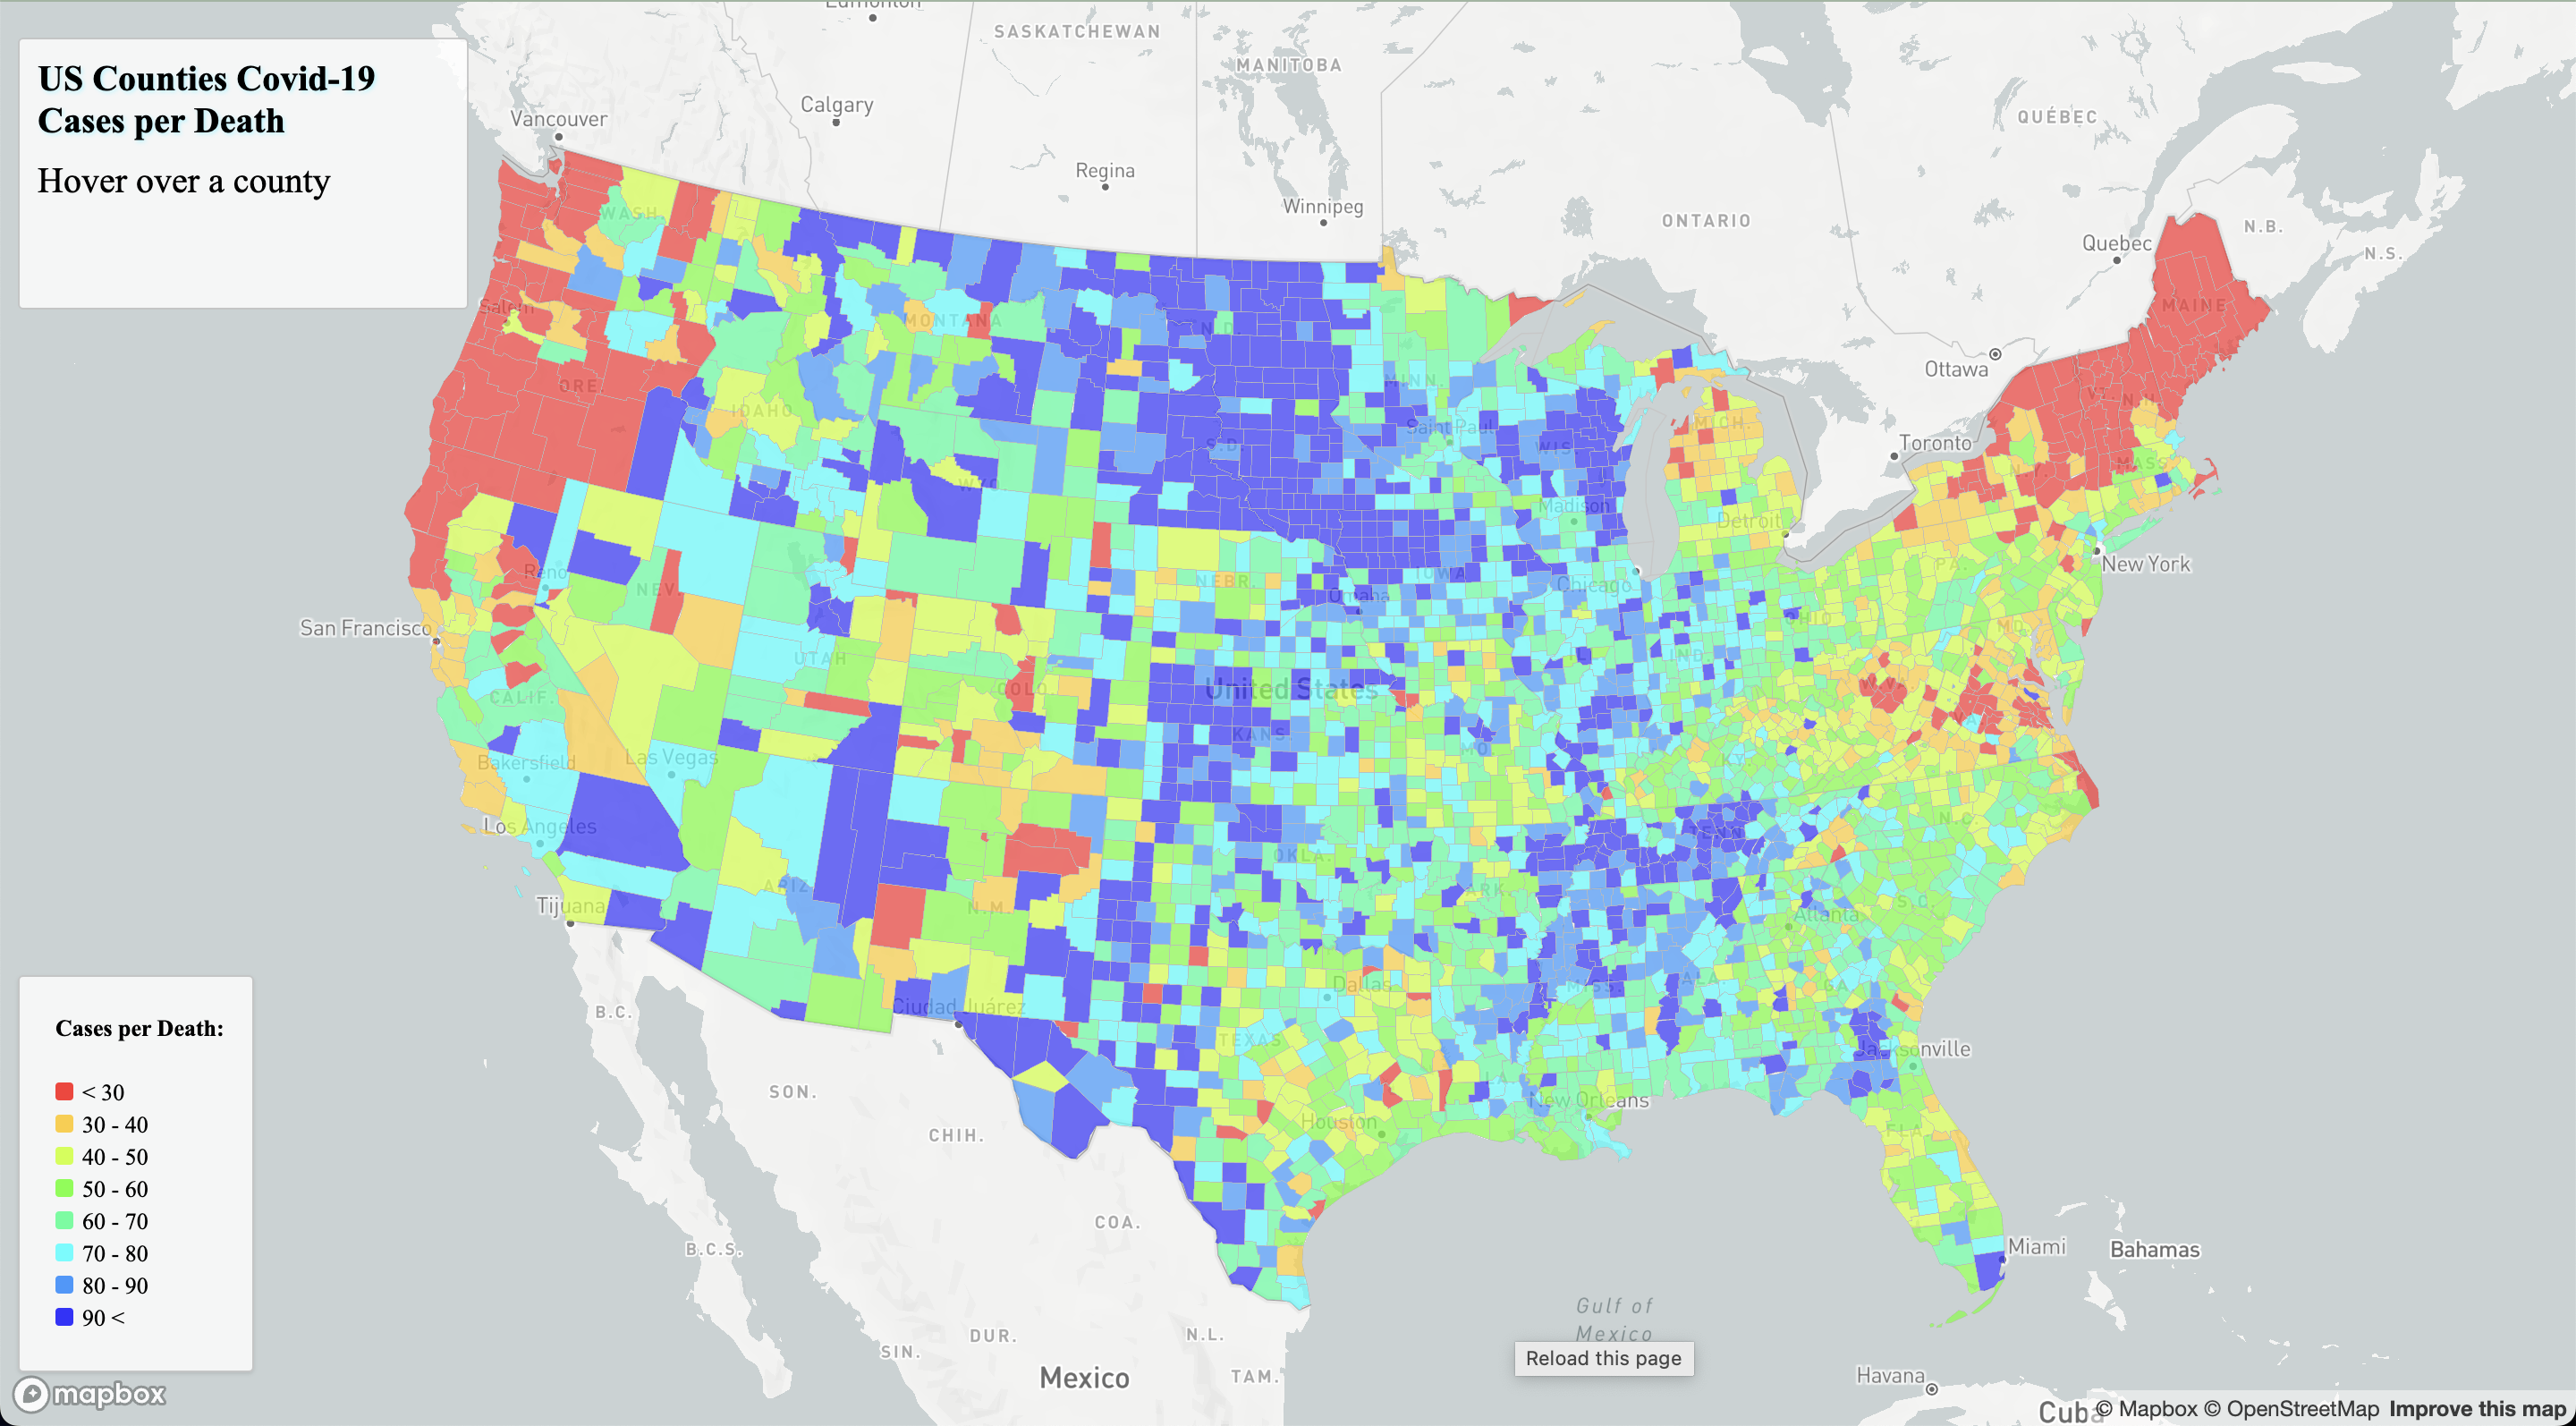 US Counties Covid-19
Cases per Death
Hover over a county
Edmonton
SASKATCHEWAN
MANITOBA
Calgary
Vancouver
QUÉBEC
Regina
Winnipeg
ONTARIO
N.B.
Quebec
N.S.
WASH.
MAINE
Salem
MONTANA
N.D.
Ottawa
ORE.
MINN.
VT.
N.H.
IDAHO
Saint Paul
MICH.
Toronto
S.D.
WIS.
N.Y.
MASS.
WYO.
Madison
Detroit
Reno
NEV.
NEBR.
IOWA
Chicago
PA.
New York
Omaha
San Francisco
OHIO
MD.
UTAH
ILL.
IND.
CALIF.
COLO.
United States
W.VA.
VA.
KANS.
MO.
Bakersfield
Las Vegas
KY.
Los Angeles
TENN.
N.C.
OKLA.
ARIZ.
ARK.
Tijuana
N.M.
Atlanta
S.C.
Dallas
MISS.
ALA.
GA.
Ciudad Juárez
B.C.
TEXAS
Jacksonville
LA.
SON.
New Orleans
Houston
CHIH.
FLA.
COA.
B.C.S.
Miami
Bahamas
Gulf of
Mexico
DUR.
N.L.
SIN.
Reload this page
Mexico
TAM.
Havana
Cuba
Cases per Death:
< 30
30 - 40
40 - 50
50 - 60
60 - 70
70 - 80
80 - 90
90 <
mapbox
© Mapbox © OpenStreetMap Improve this map